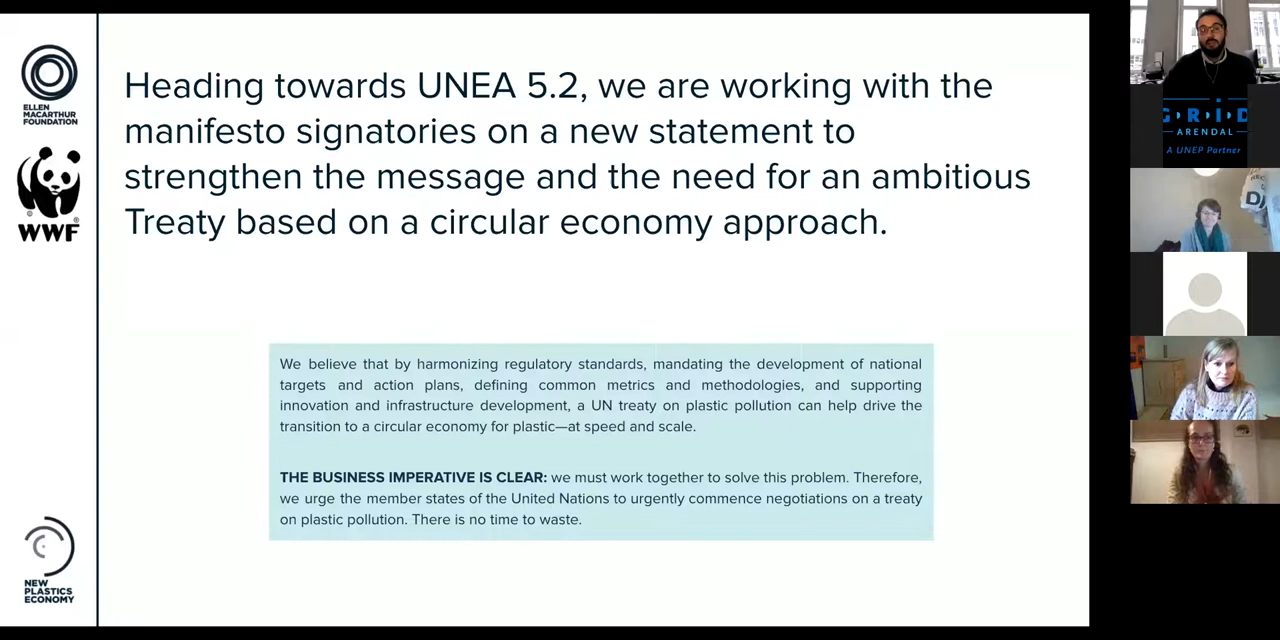 ELLEN
MACARTHUR
FOUNDATION
WWF
NEW
PLASTICS
ECONOMY
Heading towards UNEA 5.2, we are working with the
manifesto signatories on a new statement to
strengthen the message and the need for an ambitious
Treaty based on a circular economy approach.
We believe that by harmonizing regulatory standards, mandating the development of national
targets and action plans, defining common metrics and methodologies, and supporting
innovation and infrastructure development, a UN treaty on plastic pollution can help drive the
transition to a circular economy for plastic—at speed and scale.
THE BUSINESS IMPERATIVE IS CLEAR: we must work together to solve this problem. Therefore,
we urge the member states of the United Nations to urgently commence negotiations on a treaty
on plastic pollution. There is no time to waste.
GRID
ARENDAL
A UNEP Partner